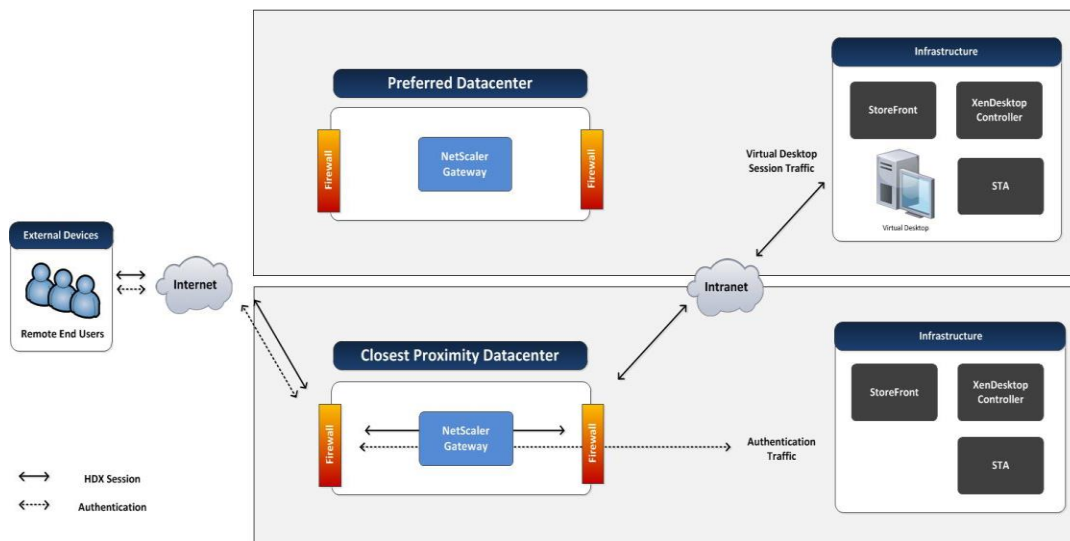 Infrastructure
Preferred Datacenter
StoreFront
XenDesktop
Controller
Firewall
NetScaler
Gateway
Firewall
Virtual Desktop
Session Traffic
STA
Virtual Desktop
External Devices
Internet
Remote End Users
Intranet
Infrastructure
Closest Proximity Datacenter
StoreFront
XenDesktop
Controller
Firewall
NetScaler
Gateway
Firewall
Authentication
Traffic
STA
HDX Session
Authentication